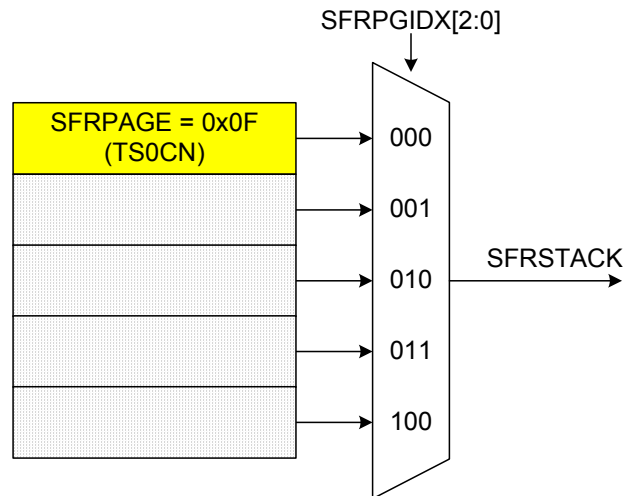 SFRPGIDX[2:0]
SFRPAGE = 0x0F
(TS0CN)
000
001
010
011
100
SFRSTACK